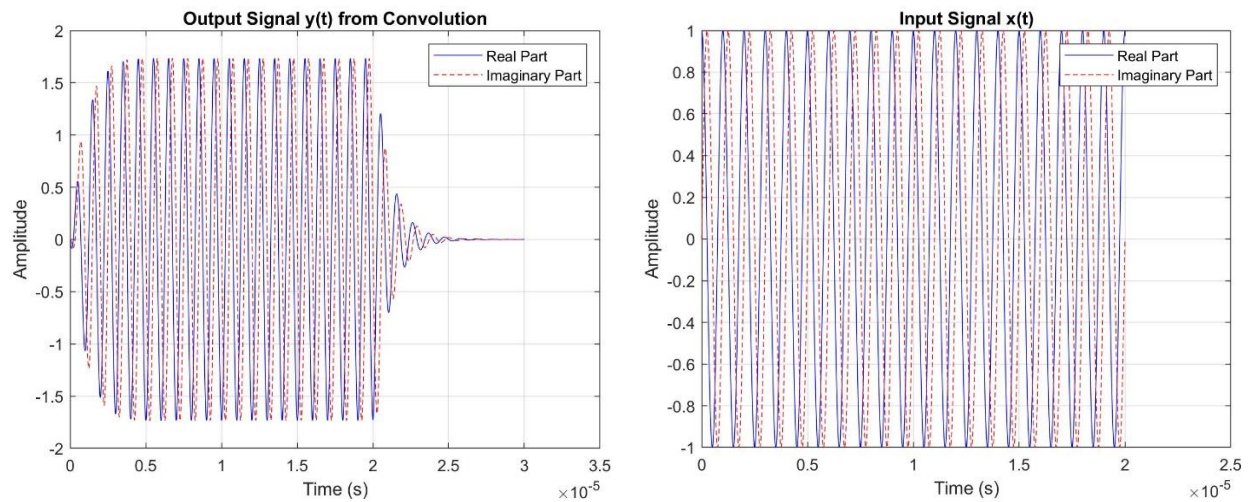 Output Signal y(t) from Convolution
2
1.5
1
0.5
0
-0.5
-1
-1.5
-2
Amplitude
Real Part
Imaginary Part
0 0.5 1 1.5 2 2.5 3 3.5
Time (s)
×10⁻⁵
Input Signal x(t)
1
0.8
0.6
0.4
0.2
0
-0.2
-0.4
-0.6
-0.8
-1
Amplitude
Real Part
Imaginary Part
0 0.5 1 1.5 2 2.5
Time (s)
×10⁻⁵